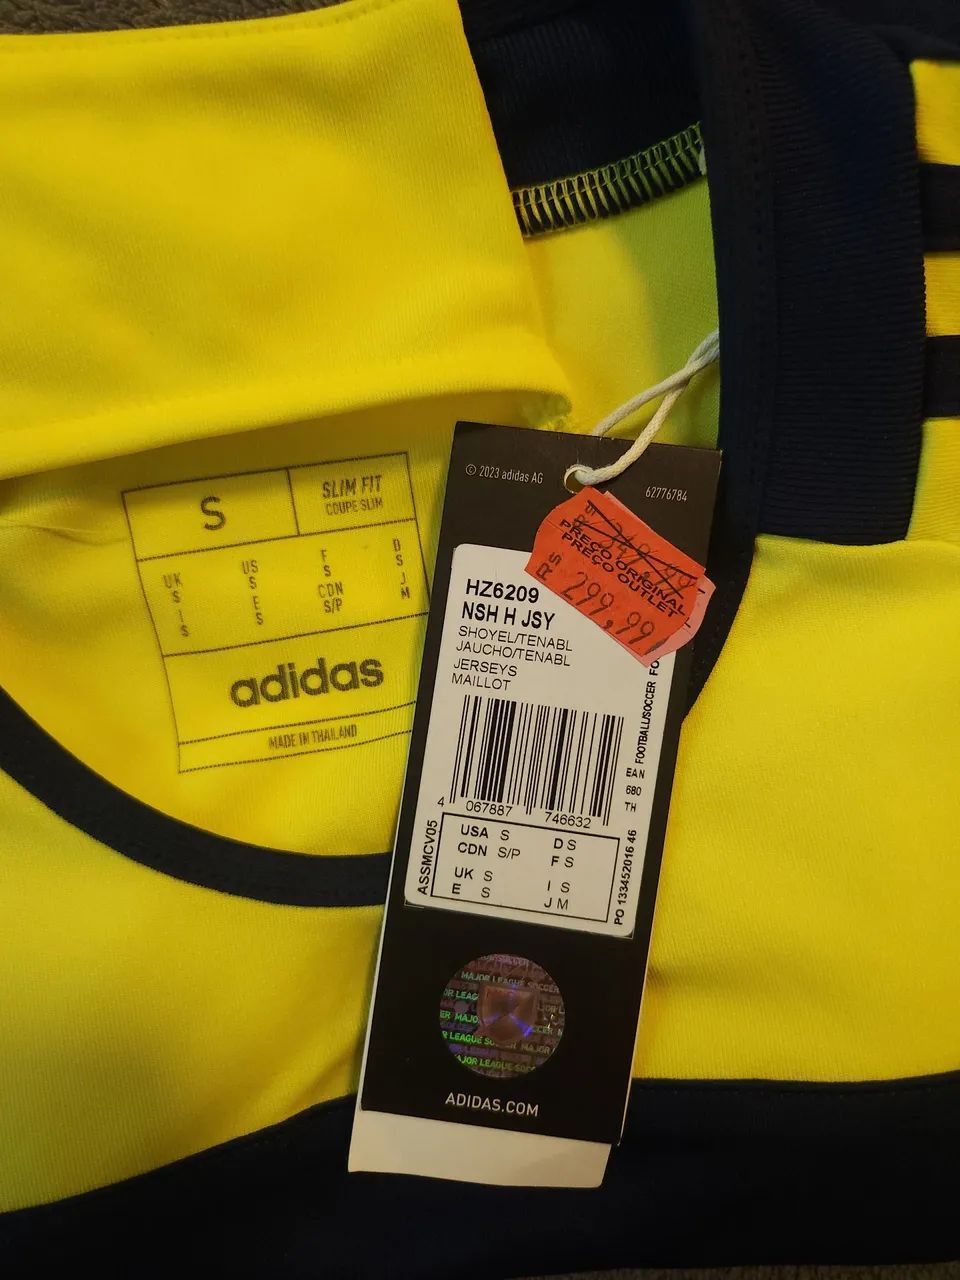 S
SLIM FIT
COUPE SLIM
UK
S
US
S
F
S
D
S
I
S
E
S
CDN
S/P
J
M
adidas
MADE IN THAILAND
© 2023 adidas AG
62776784
PREÇO ORIGINAL
PREÇO OUTLET
R$ 299,99
HZ6209
NSH H JSY
SHOYEL/TENABL
JAUCHO/TENABL
JERSEYS
MAILLOT
FOOTBALL/SOCCER
EAN
680
TH
4 067887 746632
ASSMCV05
USA S
D S
CDN S/P
F S
UK S
I S
E S
J M
PO 133452016 46
MAJOR LEAGUE SOCCER
ADIDAS.COM